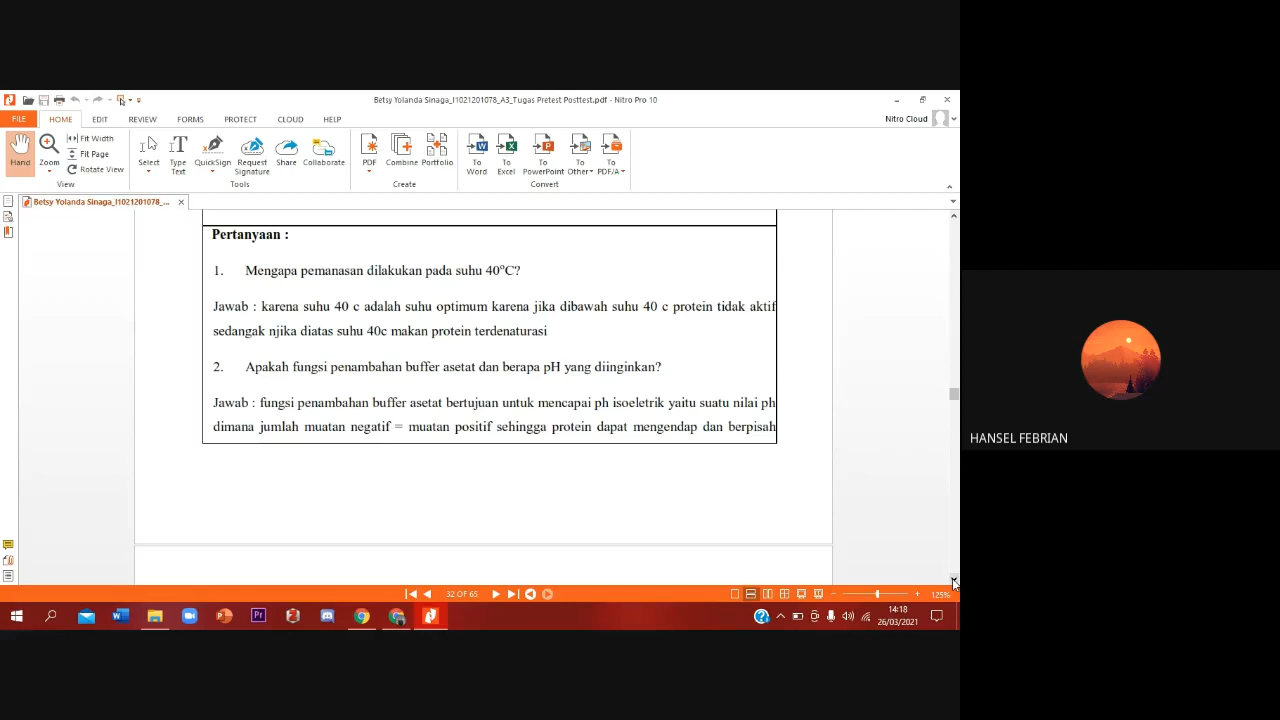 Betsy Yolanda Sinaga_I1021201078_A3_Tugas Pretest Posttest.pdf - Nitro Pro 10
FILE HOME EDIT REVIEW FORMS PROTECT CLOUD HELP Nitro Cloud
Hand Zoom Fit Width Fit Page Rotate View
Select Type Text QuickSign Request Signature Share Collaborate
PDF Combine Portfolio
To Word To Excel To PowerPoint To Other To PDF/A
View Tools Create Convert
Betsy Yolanda Sinaga_I1021201078_...
Pertanyaan :
1. Mengapa pemanasan dilakukan pada suhu 40°C?
Jawab : karena suhu 40 c adalah suhu optimum karena jika dibawah suhu 40 c protein tidak aktif
sedangak njika diatas suhu 40c makan protein terdenaturasi
2. Apakah fungsi penambahan buffer asetat dan berapa pH yang diinginkan?
Jawab : fungsi penambahan buffer asetat bertujuan untuk mencapai ph isoeletrik yaitu suatu nilai ph
dimana jumlah muatan negatif = muatan positif sehingga protein dapat mengendap dan berpisah
HANSEL FEBRIAN
32 OF 65
125%
14:18
26/03/2021